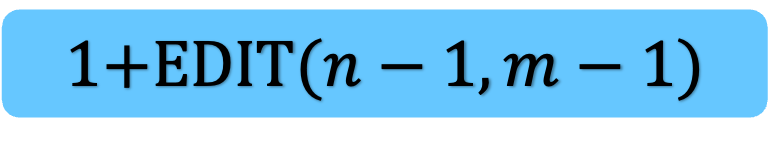 1+EDIT(n − 1, m − 1)